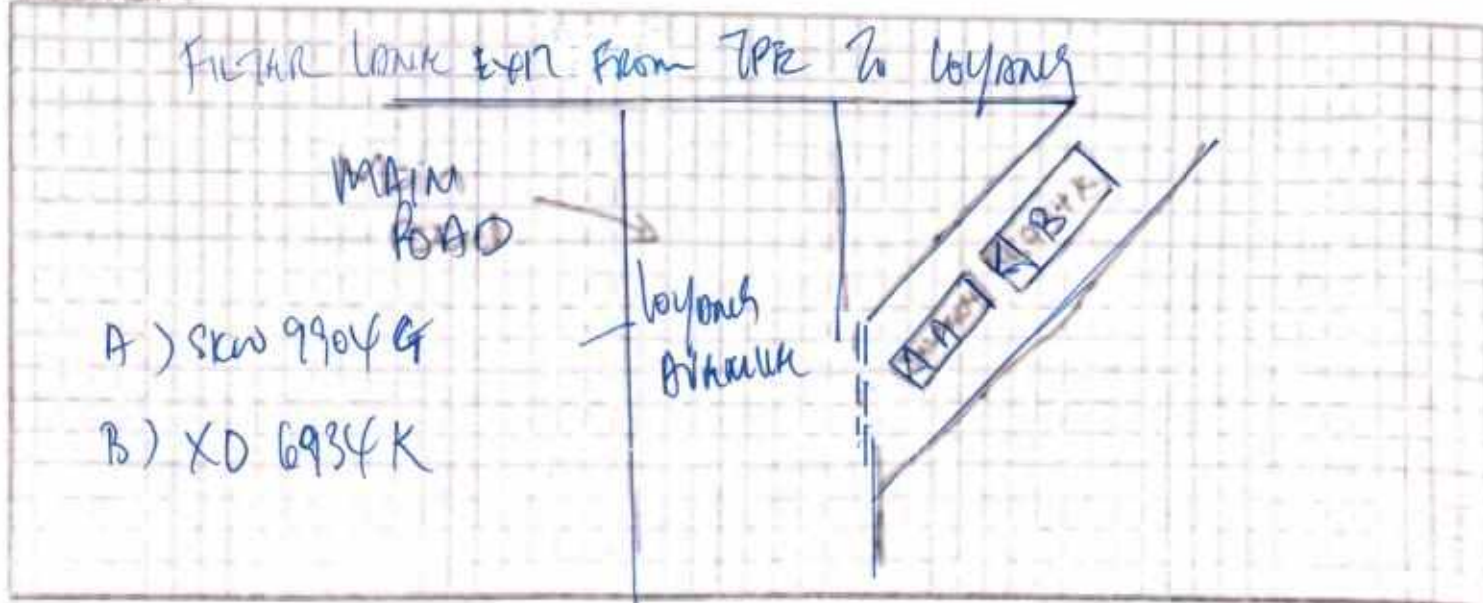 FILTER LANE EXIT FROM TPE TO LOYANG
MAIN
ROAD
LOYANG
AVENUE
A) SKW 9904 G
B) XD 6934 K
A
B